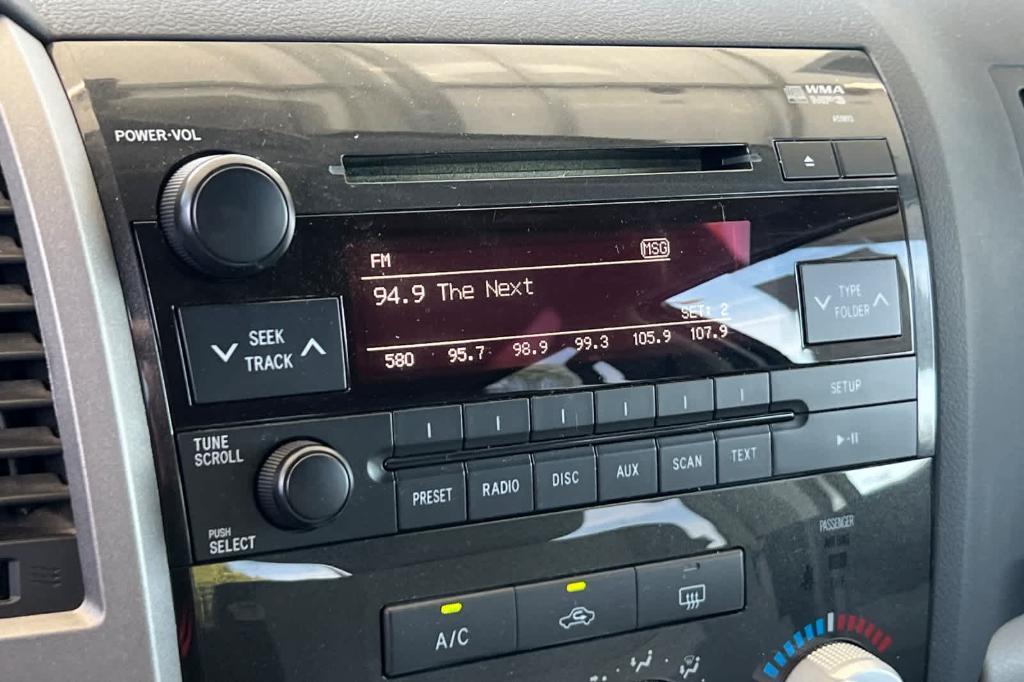 WMA
MP3
POWER·VOL
FM MSG
94.9 The Next
SET: 2
580 95.7 98.9 99.3 105.9 107.9
SEEK
TRACK
TYPE
FOLDER
SETUP
TUNE
SCROLL
PRESET RADIO DISC AUX SCAN TEXT
PUSH
SELECT
PASSENGER
AIR BAG
A/C